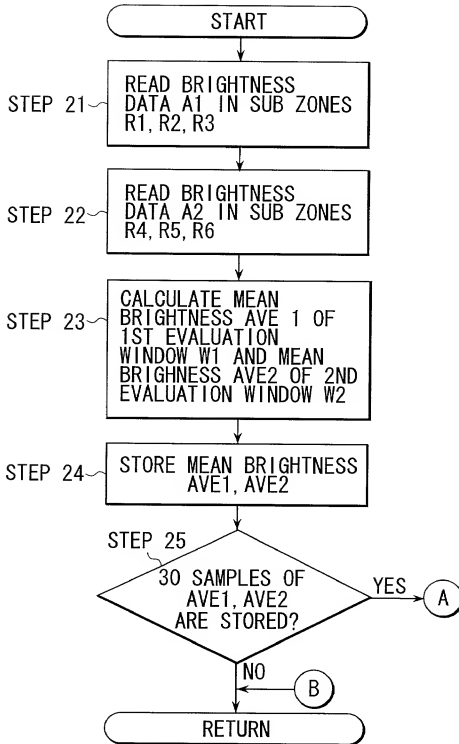 START
STEP 21
READ BRIGHTNESS
DATA A1 IN SUB ZONES
R1, R2, R3
STEP 22
READ BRIGHTNESS
DATA A2 IN SUB ZONES
R4, R5, R6
STEP 23
CALCULATE MEAN
BRIGHTNESS AVE 1 OF
1ST EVALUATION
WINDOW W1 AND MEAN
BRIGHNESS AVE2 OF 2ND
EVALUATION WINDOW W2
STEP 24
STORE MEAN BRIGHTNESS
AVE1, AVE2
STEP 25
30 SAMPLES OF
AVE1, AVE2
ARE STORED?
YES
A
NO
B
RETURN